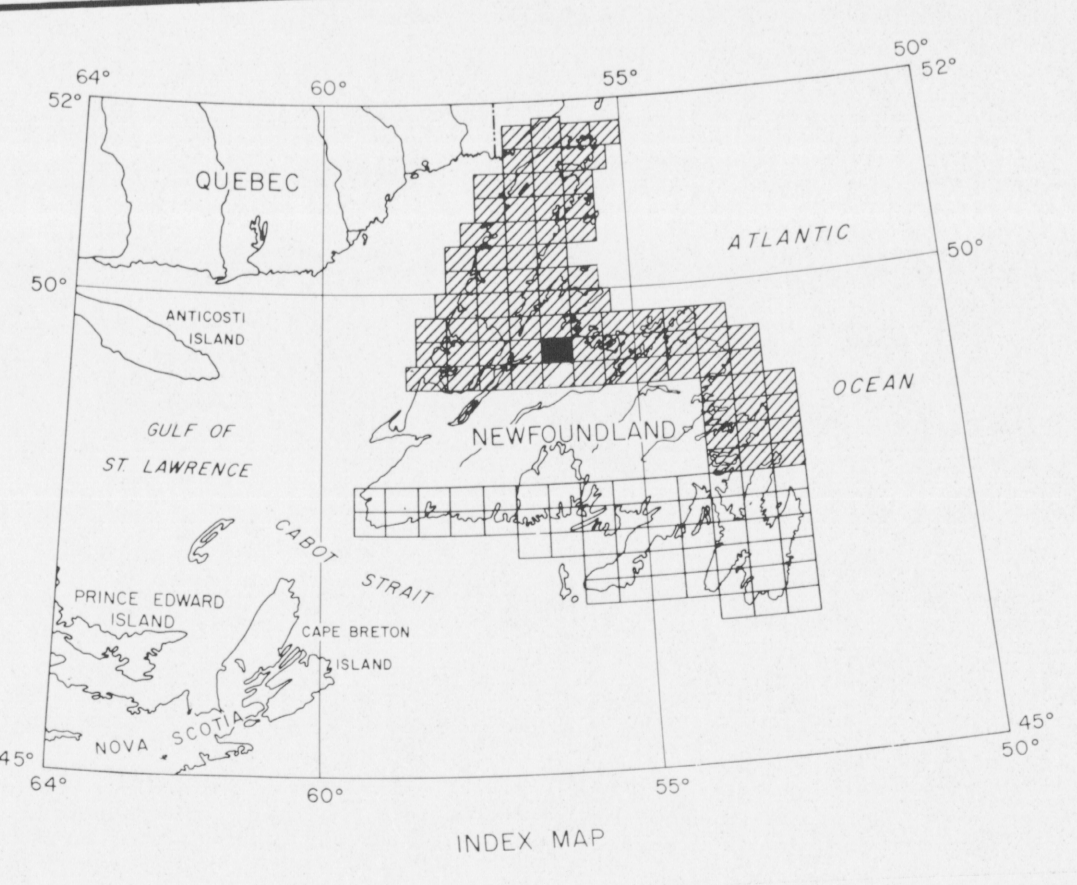 64°
60°
55°
50°
52°
52°
QUEBEC
ATLANTIC
50°
50°
ANTICOSTI
ISLAND
OCEAN
GULF OF
ST. LAWRENCE
NEWFOUNDLAND
CABOT
STRAIT
PRINCE EDWARD
ISLAND
CAPE BRETON
ISLAND
NOVA SCOTIA
45°
64°
60°
55°
45°
50°
INDEX MAP